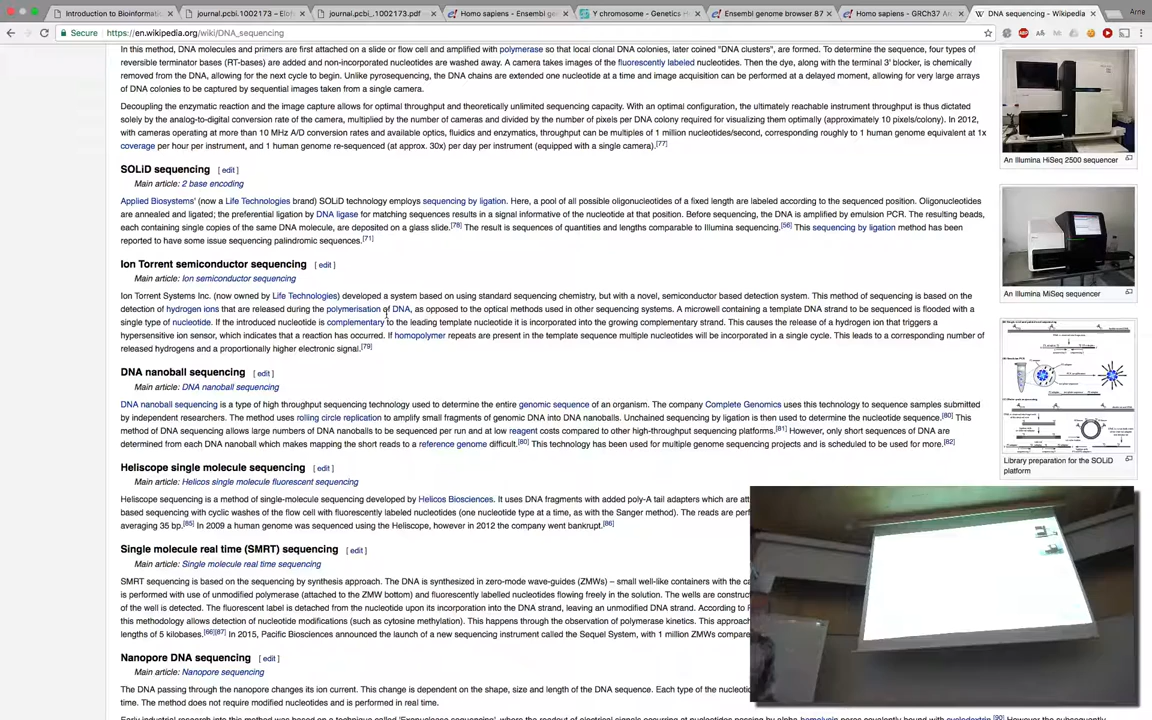 Introduction to Bioinformatic
journal.pcbi.1002173 – Elof
journal.pcbi_.1002173.pdf
Homo sapiens - Ensembl gen
Y chromosome - Genetics H
Ensembl genome browser 87
Homo sapiens - GRCh37 Ar
DNA sequencing - Wikipedia
Arne
Secure https://en.wikipedia.org/wiki/DNA_sequencing
In this method, DNA molecules and primers are first attached on a slide or flow cell and amplified with polymerase so that local clonal DNA colonies, later coined "DNA clusters", are formed. To determine the sequence, four types of
reversible terminator bases (RT-bases) are added and non-incorporated nucleotides are washed away. A camera takes images of the fluorescently labeled nucleotides. Then the dye, along with the terminal 3' blocker, is chemically
removed from the DNA, allowing for the next cycle to begin. Unlike pyrosequencing, the DNA chains are extended one nucleotide at a time and image acquisition can be performed at a delayed moment, allowing for very large arrays
of DNA colonies to be captured by sequential images taken from a single camera.
An Illumina HiSeq 2500 sequencer
Decoupling the enzymatic reaction and the image capture allows for optimal throughput and theoretically unlimited sequencing capacity. With an optimal configuration, the ultimately reachable instrument throughput is thus dictated
solely by the analog-to-digital conversion rate of the camera, multiplied by the number of cameras and divided by the number of pixels per DNA colony required for visualizing them optimally (approximately 10 pixels/colony). In 2012,
with cameras operating at more than 10 MHz A/D conversion rates and available optics, fluidics and enzymatics, throughput can be multiples of 1 million nucleotides/second, corresponding roughly to 1 human genome equivalent at 1x
coverage per hour per instrument, and 1 human genome re-sequenced (at approx. 30x) per day per instrument (equipped with a single camera).[77]
SOLiD sequencing [ edit ]
Main article: 2 base encoding
Applied Biosystems' (now a Life Technologies brand) SOLiD technology employs sequencing by ligation. Here, a pool of all possible oligonucleotides of a fixed length are labeled according to the sequenced position. Oligonucleotides
are annealed and ligated; the preferential ligation by DNA ligase for matching sequences results in a signal informative of the nucleotide at that position. Before sequencing, the DNA is amplified by emulsion PCR. The resulting beads,
each containing single copies of the same DNA molecule, are deposited on a glass slide.[78] The result is sequences of quantities and lengths comparable to Illumina sequencing.[56] This sequencing by ligation method has been
reported to have some issue sequencing palindromic sequences.[71]
An Illumina MiSeq sequencer
Ion Torrent semiconductor sequencing [ edit ]
Main article: Ion semiconductor sequencing
Ion Torrent Systems Inc. (now owned by Life Technologies) developed a system based on using standard sequencing chemistry, but with a novel, semiconductor based detection system. This method of sequencing is based on the
detection of hydrogen ions that are released during the polymerisation of DNA, as opposed to the optical methods used in other sequencing systems. A microwell containing a template DNA strand to be sequenced is flooded with a
single type of nucleotide. If the introduced nucleotide is complementary to the leading template nucleotide it is incorporated into the growing complementary strand. This causes the release of a hydrogen ion that triggers a
hypersensitive ion sensor, which indicates that a reaction has occurred. If homopolymer repeats are present in the template sequence multiple nucleotides will be incorporated in a single cycle. This leads to a corresponding number of
released hydrogens and a proportionally higher electronic signal.[79]
DNA nanoball sequencing [ edit ]
Main article: DNA nanoball sequencing
DNA nanoball sequencing is a type of high throughput sequencing technology used to determine the entire genomic sequence of an organism. The company Complete Genomics uses this technology to sequence samples submitted
by independent researchers. The method uses rolling circle replication to amplify small fragments of genomic DNA into DNA nanoballs. Unchained sequencing by ligation is then used to determine the nucleotide sequence.[80] This
method of DNA sequencing allows large numbers of DNA nanoballs to be sequenced per run and at low reagent costs compared to other high-throughput sequencing platforms.[81] However, only short sequences of DNA are
determined from each DNA nanoball which makes mapping the short reads to a reference genome difficult.[80] This technology has been used for multiple genome sequencing projects and is scheduled to be used for more.[82]
Library preparation for the SOLiD
platform
Heliscope single molecule sequencing [ edit ]
Main article: Helicos single molecule fluorescent sequencing
Heliscope sequencing is a method of single-molecule sequencing developed by Helicos Biosciences. It uses DNA fragments with added poly-A tail adapters which are att
based sequencing with cyclic washes of the flow cell with fluorescently labeled nucleotides (one nucleotide type at a time, as with the Sanger method). The reads are perf
averaging 35 bp.[85] In 2009 a human genome was sequenced using the Heliscope, however in 2012 the company went bankrupt.[86]
Single molecule real time (SMRT) sequencing [ edit ]
Main article: Single molecule real time sequencing
SMRT sequencing is based on the sequencing by synthesis approach. The DNA is synthesized in zero-mode wave-guides (ZMWs) – small well-like containers with the ca
is performed with use of unmodified polymerase (attached to the ZMW bottom) and fluorescently labelled nucleotides flowing freely in the solution. The wells are construc
of the well is detected. The fluorescent label is detached from the nucleotide upon its incorporation into the DNA strand, leaving an unmodified DNA strand. According to P
this methodology allows detection of nucleotide modifications (such as cytosine methylation). This happens through the observation of polymerase kinetics. This approac
lengths of 5 kilobases.[66][87] In 2015, Pacific Biosciences announced the launch of a new sequencing instrument called the Sequel System, with 1 million ZMWs compare
Nanopore DNA sequencing [ edit ]
Main article: Nanopore sequencing
The DNA passing through the nanopore changes its ion current. This change is dependent on the shape, size and length of the DNA sequence. Each type of the nucleotid
time. The method does not require modified nucleotides and is performed in real time.